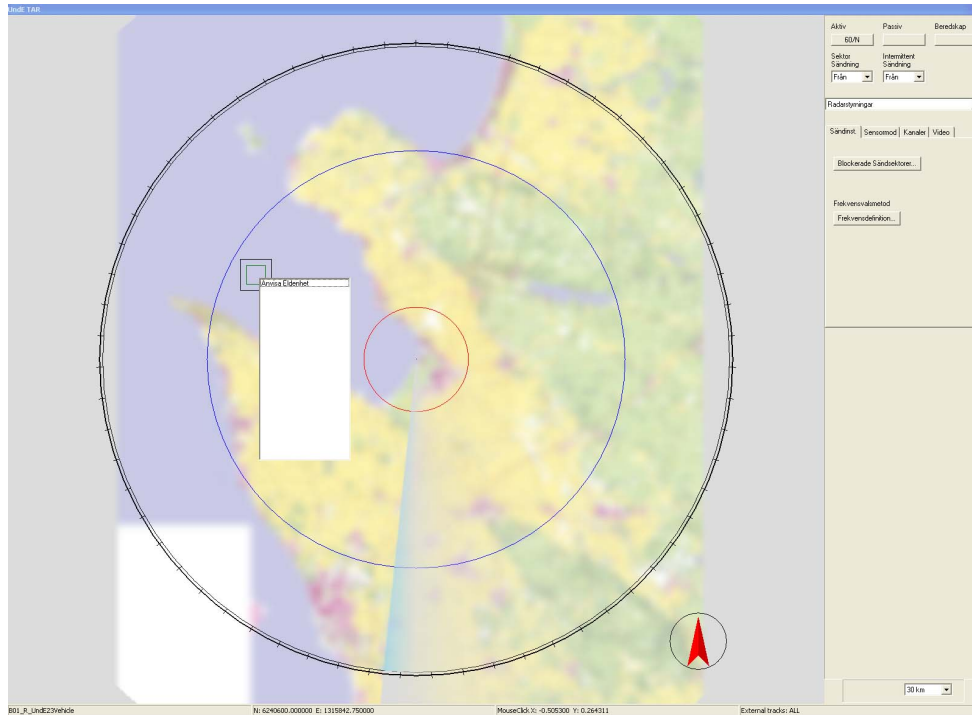 UndE TAR
Aktiv Passiv Beredskap
60/N
Sektor Sändning Intermittent Sändning
Från Från
Radarstyrningar
Sändinst. Sensormod Kanaler Video
Blockerade Sändsektorer...
Frekvensvalsmetod
Frekvensdefinition...
Anvisa Eldenhet
30 km
B01_R_UndE23Vehicle N: 6240600.000000 E: 1315842.750000 MouseClick X: -0.505300 Y: 0.264311 External tracks: ALL